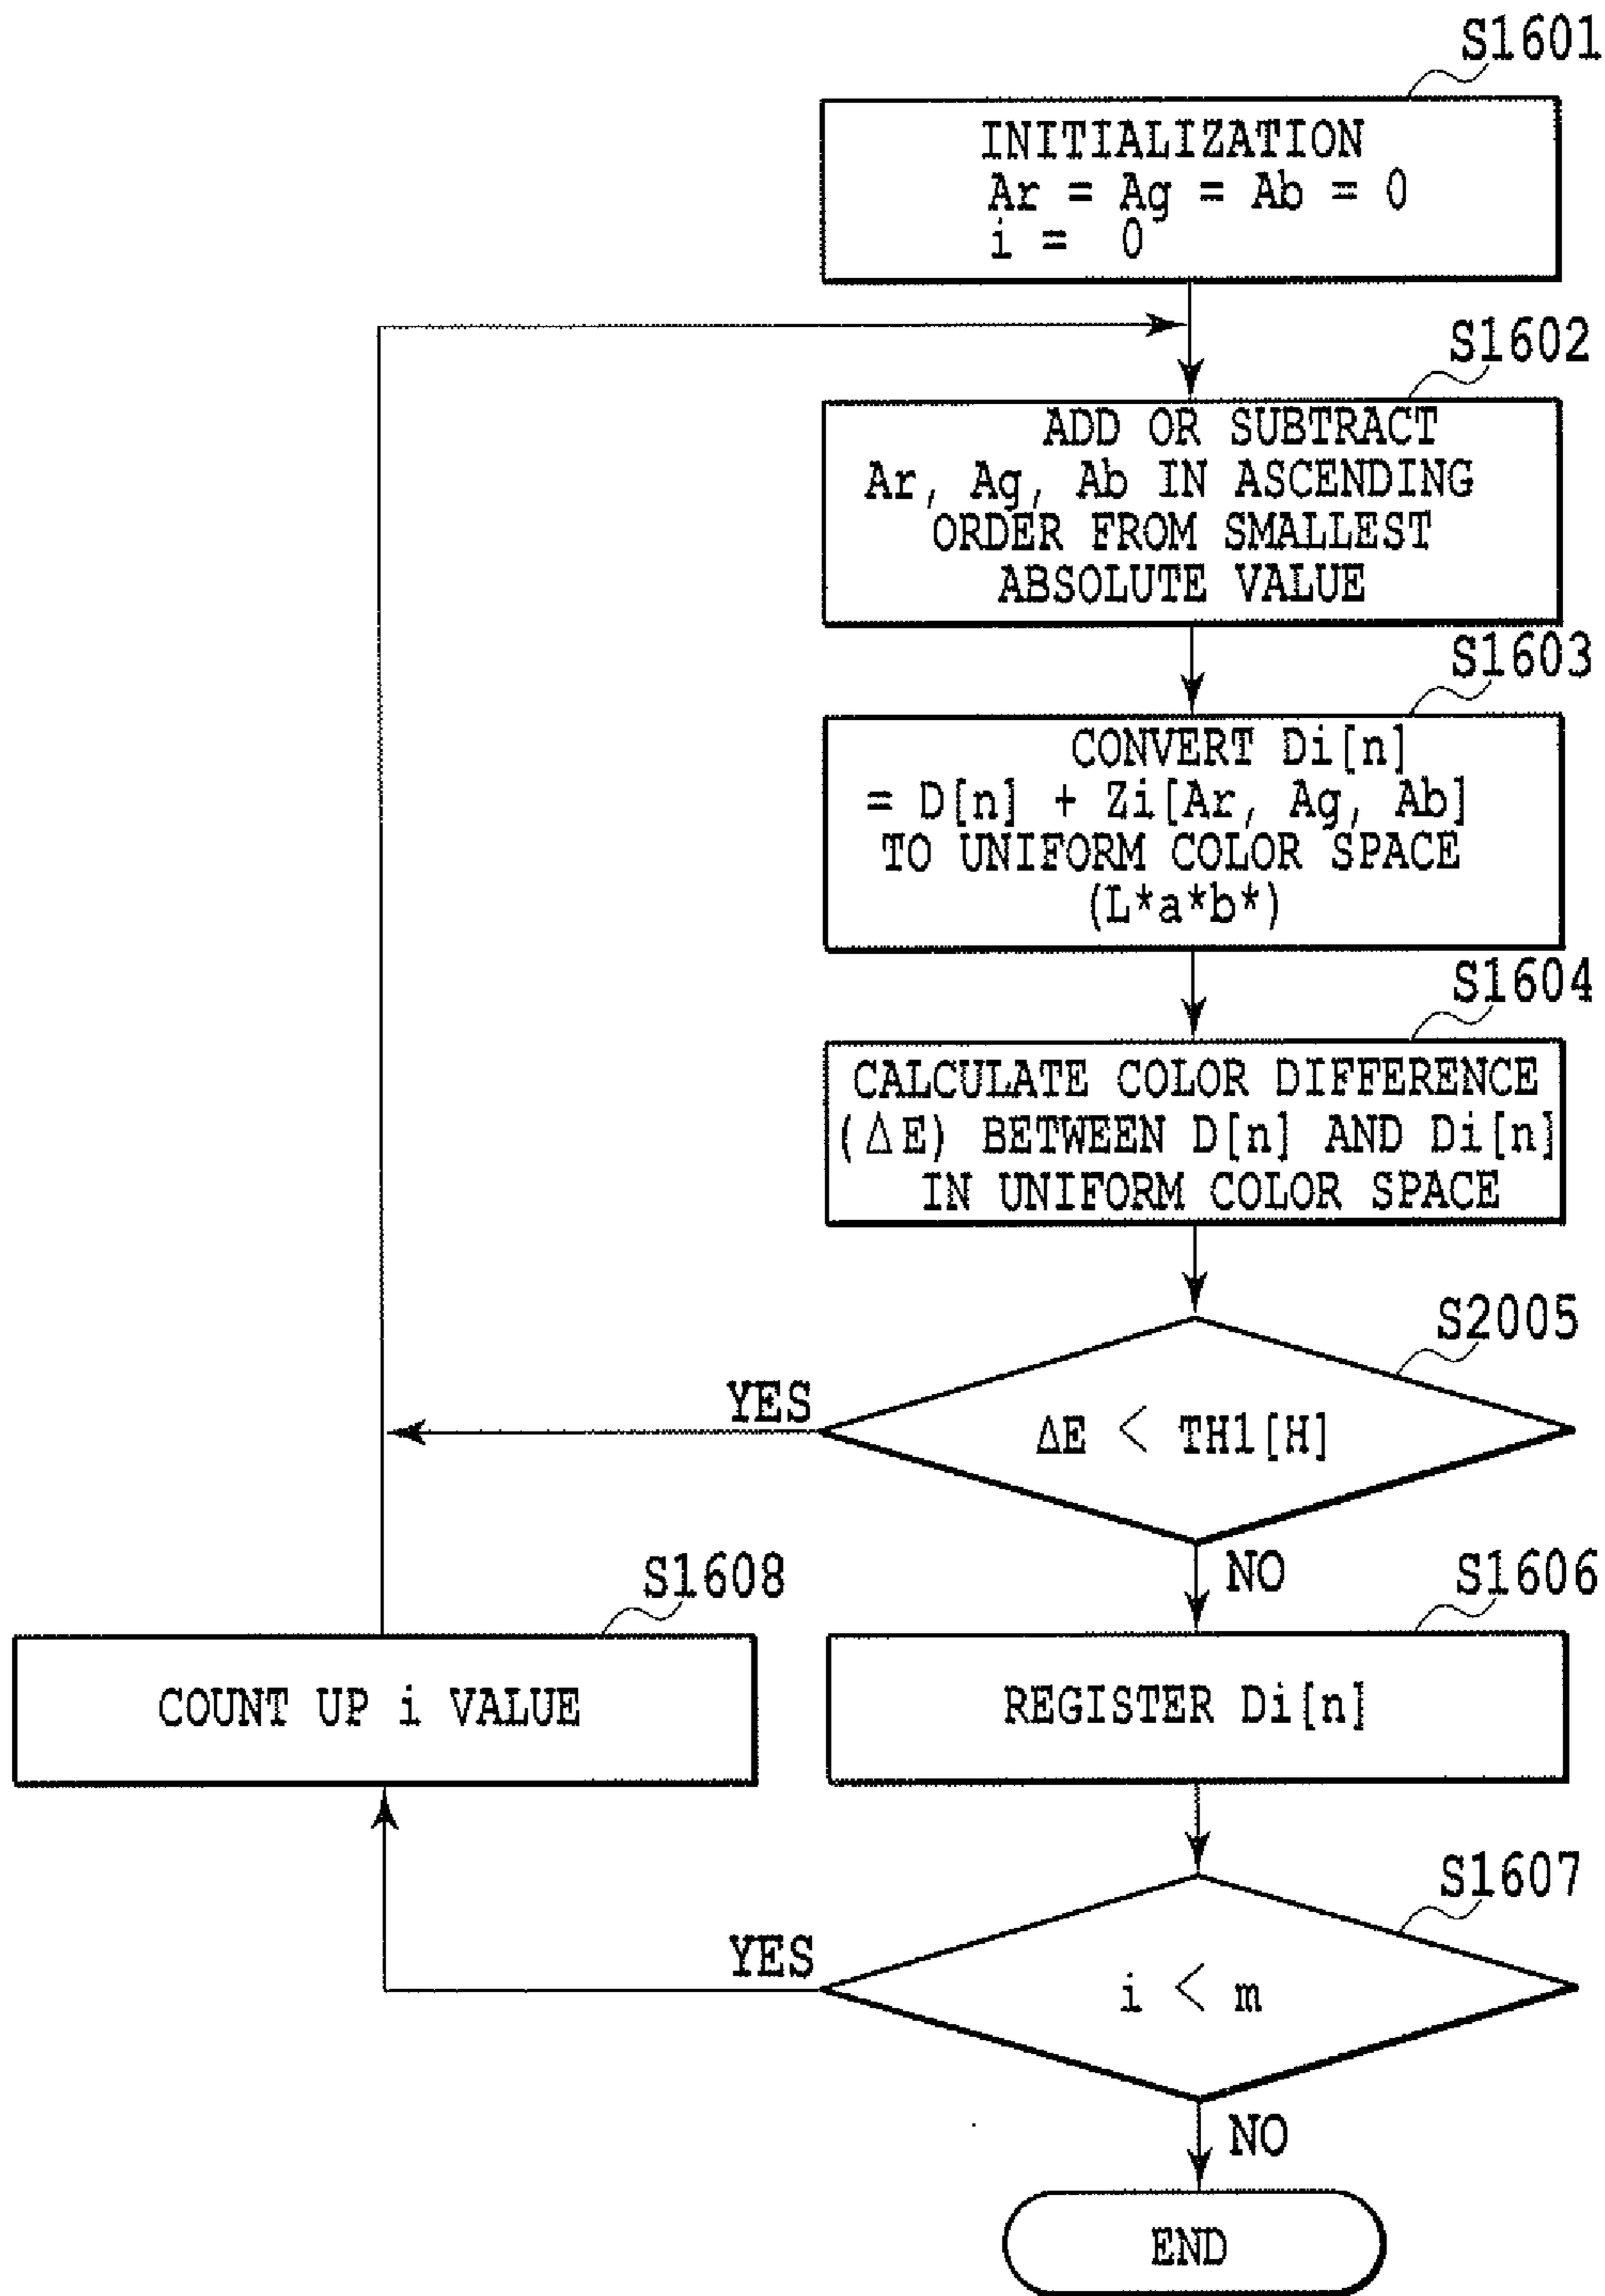 S1601
INITIALIZATION
Ar = Ag = Ab = 0
i = 0
S1602
ADD OR SUBTRACT
Ar, Ag, Ab IN ASCENDING
ORDER FROM SMALLEST
ABSOLUTE VALUE
S1603
CONVERT Di[n]
= D[n] + Zi[Ar, Ag, Ab]
TO UNIFORM COLOR SPACE
(L*a*b*)
S1604
CALCULATE COLOR DIFFERENCE
(ΔE) BETWEEN D[n] AND Di[n]
IN UNIFORM COLOR SPACE
S2005
YES
ΔE < TH1[H]
NO
S1608
COUNT UP i VALUE
S1606
REGISTER Di[n]
S1607
YES
i < m
NO
END